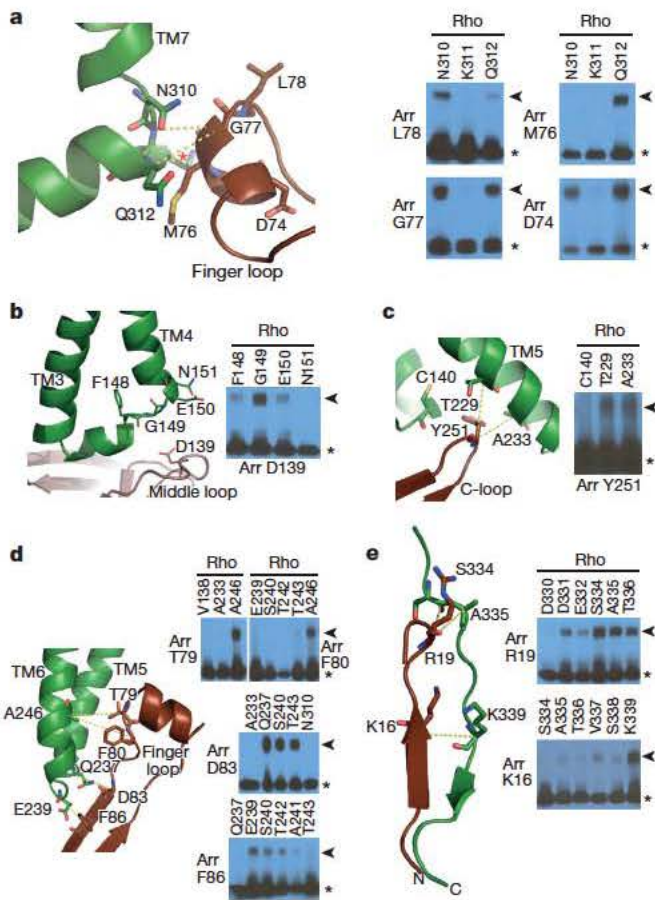 a
TM7
N310
L78
G77
Q312
M76
D74
Finger loop
Rho
N310 K311 Q312
Arr L78
*
Arr G77
*
Rho
N310 K311 Q312
Arr M76
*
Arr D74
*
b
TM4
TM3
F148
N151
E150
G149
D139
Middle loop
Rho
F148 G149 E150 N151
*
Arr D139
c
TM5
C140
T229
Y251
A233
C-loop
Rho
C140 T229 A233
*
Arr Y251
d
TM6
TM5
T79
A246
F80
Finger loop
Q237
D83
E239
F86
Rho
V138 A233 A246
Arr T79
Rho
E239 S240 T242 T243 A246
Arr F80
*
A233 Q237 S240 T243 N310
Arr D83
*
Q237 E239 S240 T242 A241 T243
Arr F86
*
e
S334
A335
R19
K16
K339
N
C
Rho
D330 D331 E332 S334 A335 T336
Arr R19
*
S334 A335 T336 V337 S338 K339
Arr K16
*